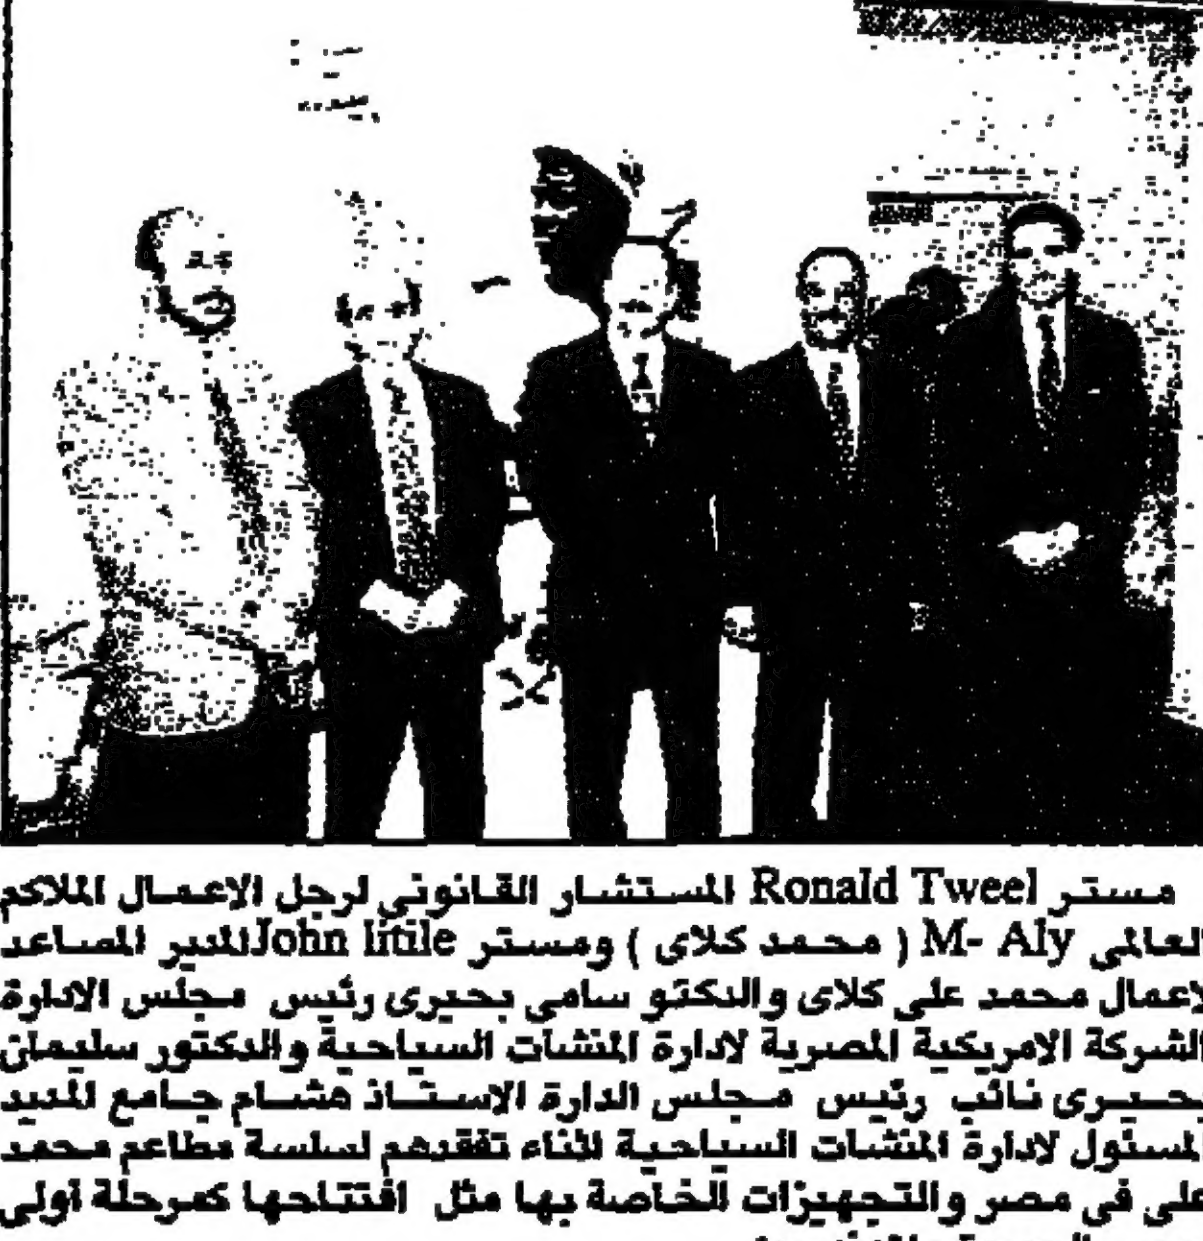 مستر Ronald Tweel المستشار القانوني لرجل الاعمال الملاكم
العالمى M- Aly ( محمد كلاى ) ومستر John litile المدير المساعد
لاعمال محمد على كلاى والدكتو سامى بحيرى رئيس مجلس الادارة
الشركة الامريكية المصرية لادارة المنشات السياحية والدكتور سليمان
بحيرى نائب رئيس مجلس الدارة الاستاذ هشام جامع المديد
المسئول لادارة المنشات السياحية اثناء تفقدهم لسلسة مطاعم محمد
على فى مصر والتجهيزات الخاصة بها مثل افتتاحها كمرحلة اولى